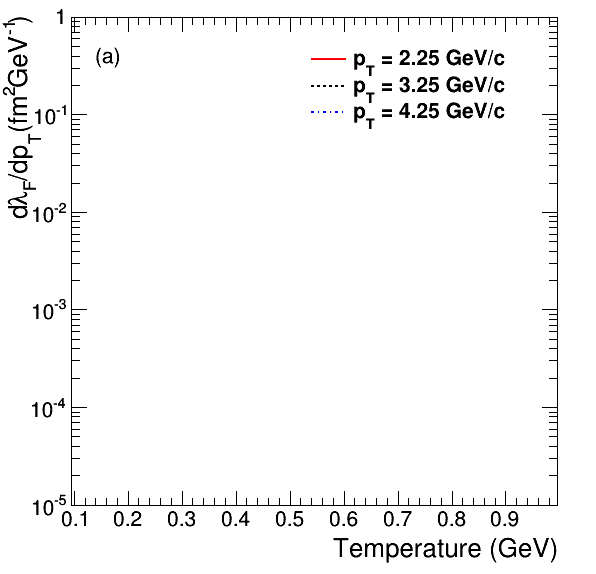 (a)
p_T = 2.25 GeV/c
p_T = 3.25 GeV/c
p_T = 4.25 GeV/c
dλ_F/dp_T(fm²GeV⁻¹)
1
10⁻¹
10⁻²
10⁻³
10⁻⁴
10⁻⁵
0.1 0.2 0.3 0.4 0.5 0.6 0.7 0.8 0.9
Temperature (GeV)